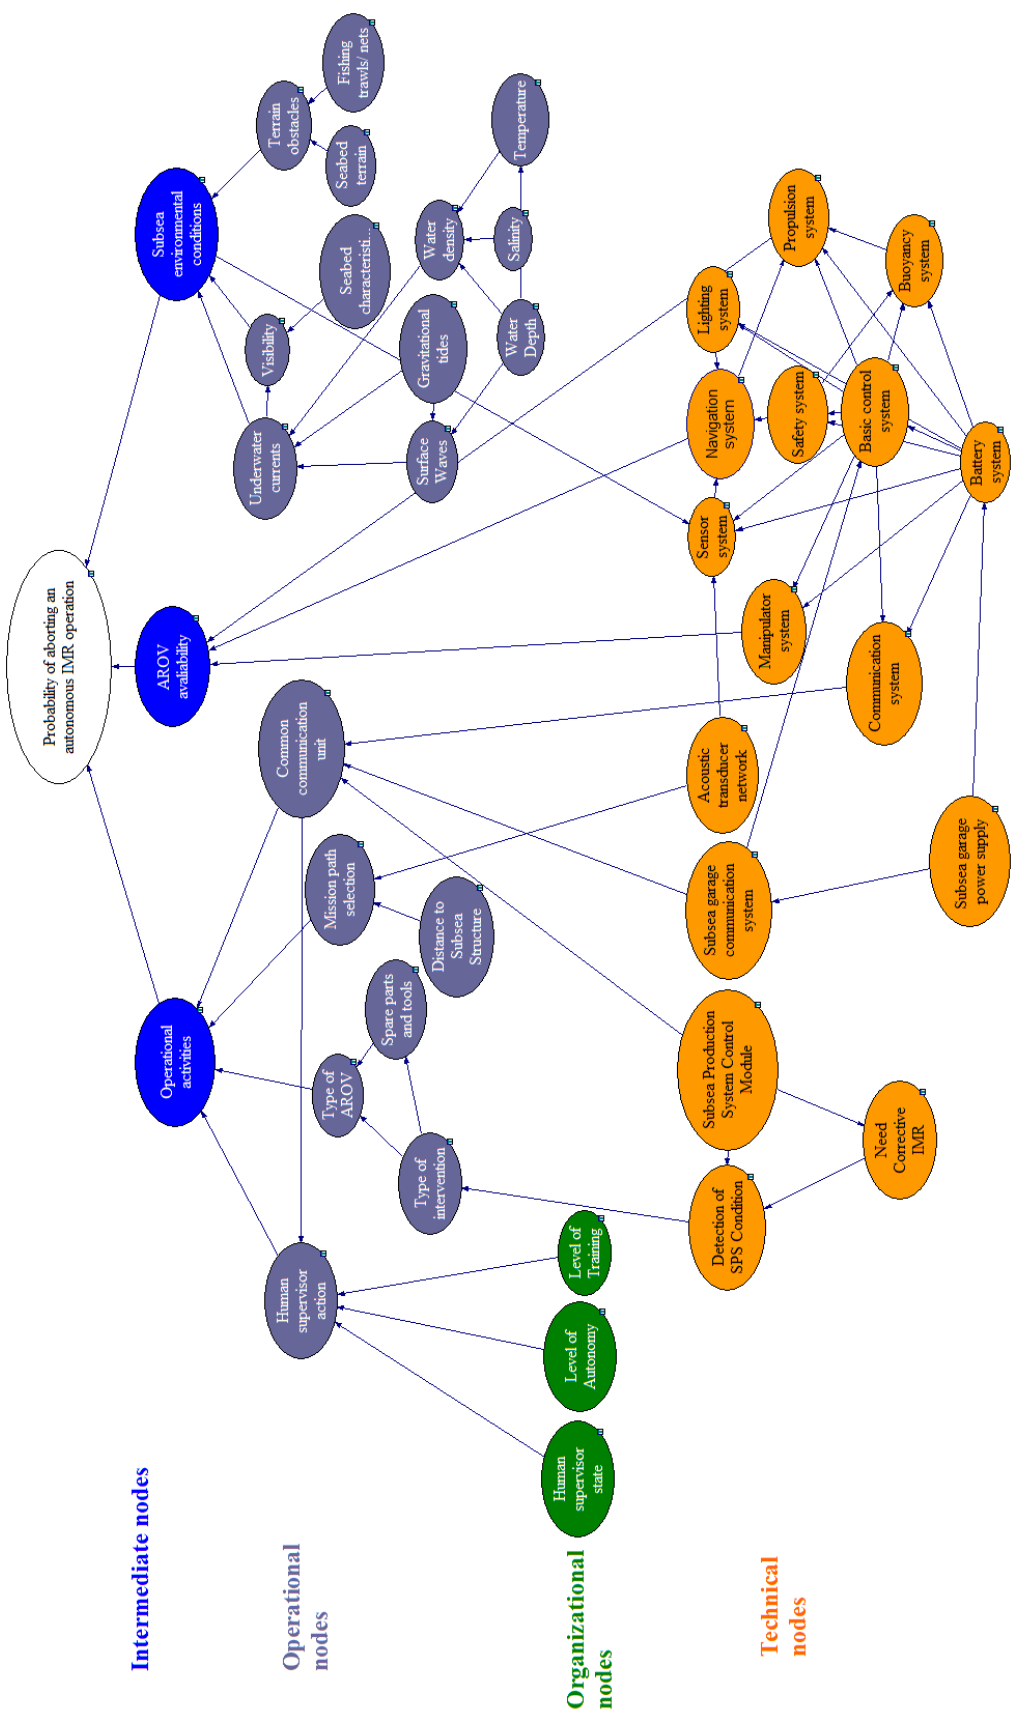 Intermediate nodes
Operational
nodes
Organizational
nodes
Technical
nodes
Probability of aborting an
autonomous IMR operation
Operational
activities
AROV
avaliability
Subsea
environmental
conditions
Human
supervisor
action
Type of
AROV
Spare parts
and tools
Type of
intervention
Mission path
selection
Distance to
Subsea
Structure
Common
communication
unit
Underwater
currents
Visibility
Seabed
characteristi...
Terrain
obstacles
Seabed
terrain
Fishing
trawls/ nets
Surface
Waves
Gravitational
tides
Water
density
Water
Depth
Salinity
Temperature
Human
supervisor
state
Level of
Autonomy
Level of
Training
Detection of
SPS Condition
Subsea Production
System Control
Module
Need
Corrective
IMR
Subsea garage
communication
system
Acoustic
transducer
network
Subsea garage
power supply
Manipulator
system
Communication
system
Sensor
system
Navigation
system
Lighting
system
Safety system
Basic control
system
Propulsion
system
Buoyancy
system
Battery
system